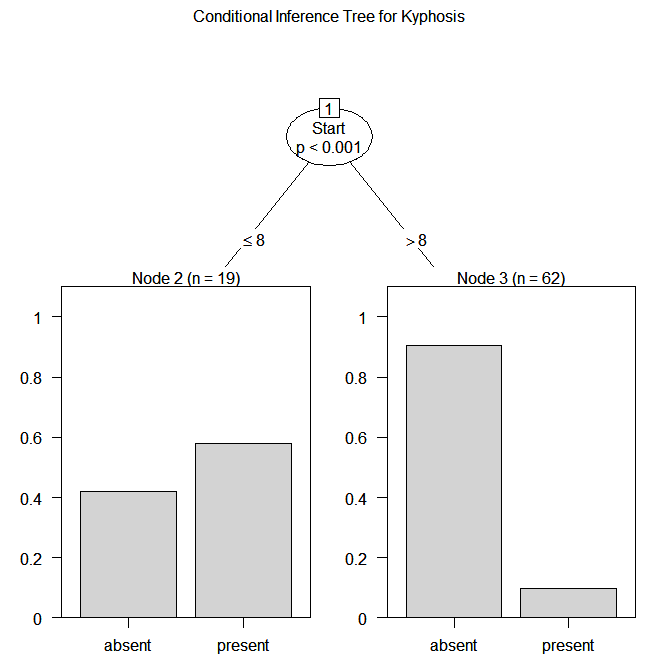 Conditional Inference Tree for Kyphosis
1
Start
p < 0.001
≤ 8
> 8
Node 2 (n = 19)
1
0.8
0.6
0.4
0.2
0
absent
present
Node 3 (n = 62)
1
0.8
0.6
0.4
0.2
0
absent
present